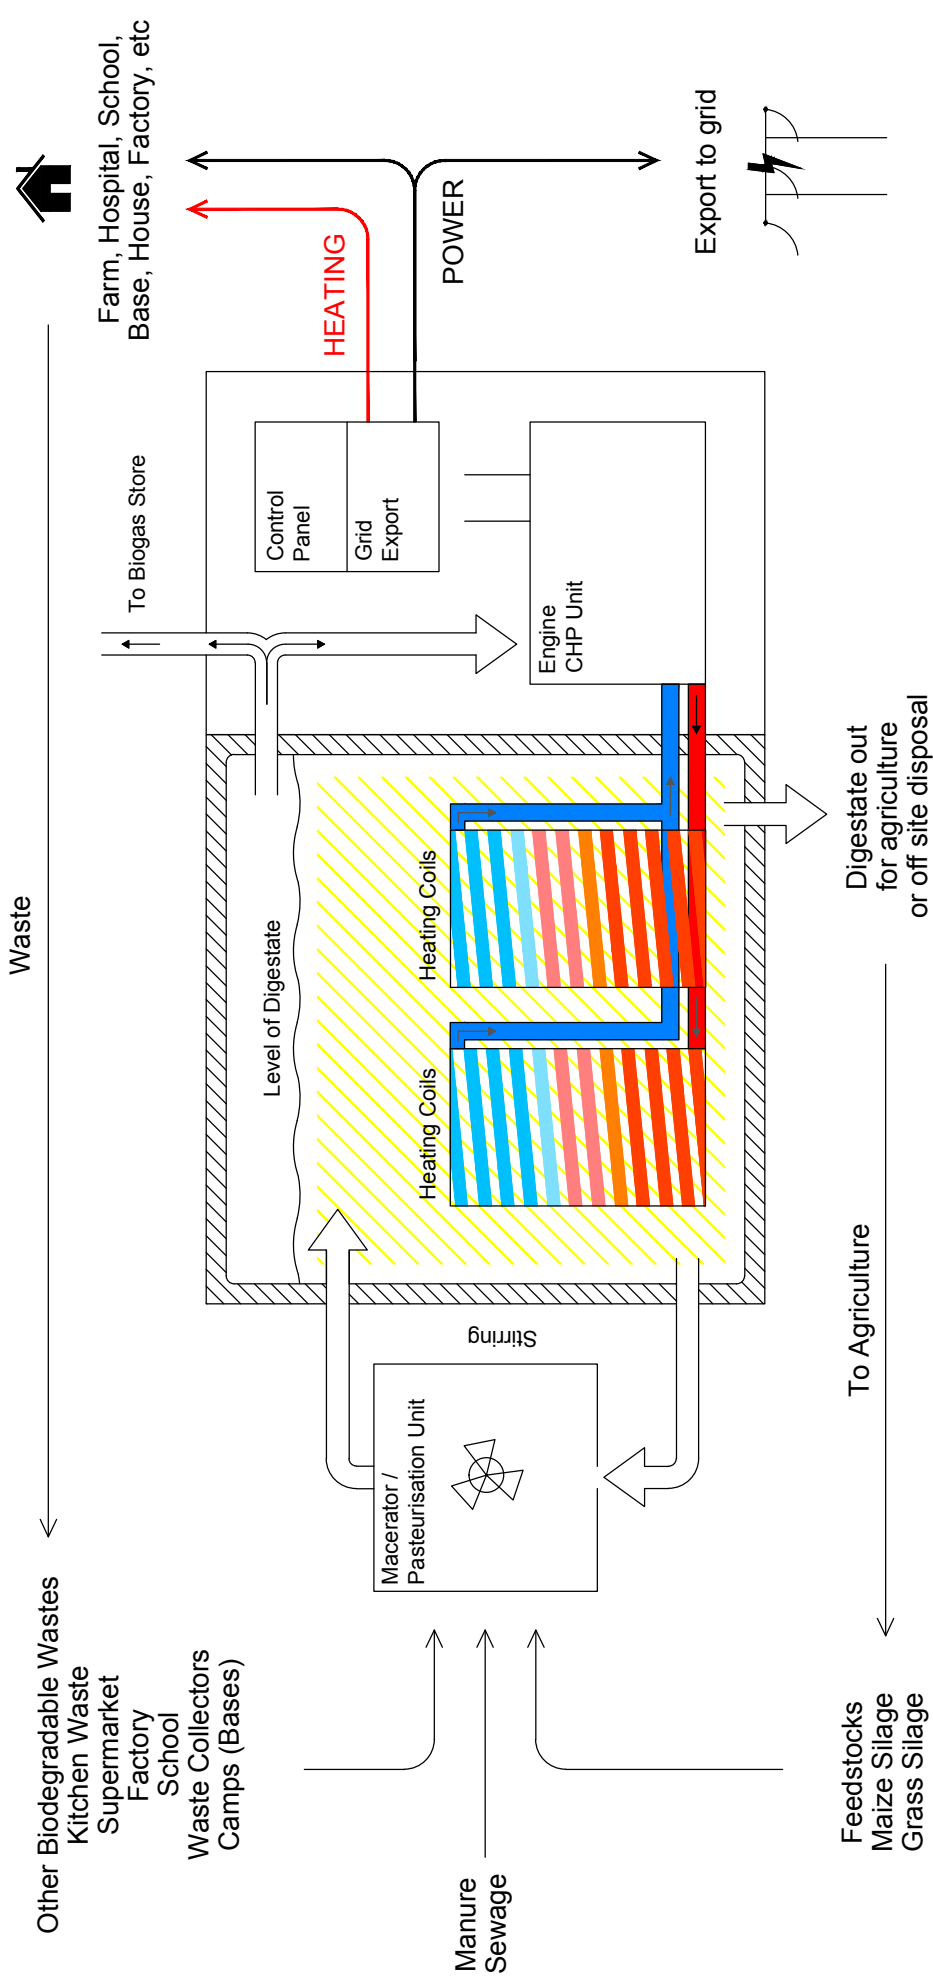 Waste
Other Biodegradable Wastes
Kitchen Waste
Supermarket
Factory
School
Waste Collectors
Camps (Bases)
Manure
Sewage
Feedstocks
Maize Silage
Grass Silage
Macerator /
Pasteurisation Unit
Stirring
Level of Digestate
Heating Coils
Heating Coils
To Biogas Store
Control
Panel
Grid
Export
Engine
CHP Unit
HEATING
POWER
Farm, Hospital, School,
Base, House, Factory, etc
Export to grid
Digestate out
for agriculture
or off site disposal
To Agriculture